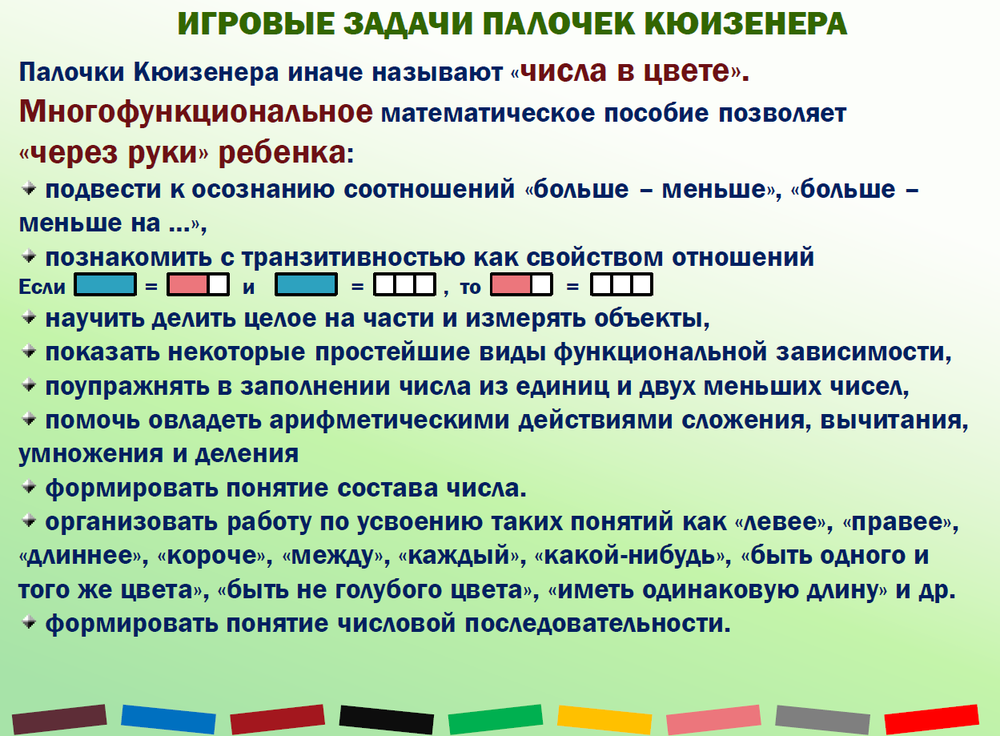 ИГРОВЫЕ ЗАДАЧИ ПАЛОЧЕК КЮИЗЕНЕРА
Палочки Кюизенера иначе называют «числа в цвете».
Многофункциональное математическое пособие позволяет
«через руки» ребенка:
подвести к осознанию соотношений «больше – меньше», «больше –
меньше на ...»,
познакомить с транзитивностью как свойством отношений
Если = и = , то =
научить делить целое на части и измерять объекты,
показать некоторые простейшие виды функциональной зависимости,
поупражнять в заполнении числа из единиц и двух меньших чисел,
помочь овладеть арифметическими действиями сложения, вычитания,
умножения и деления
формировать понятие состава числа.
организовать работу по усвоению таких понятий как «левее», «правее»,
«длиннее», «короче», «между», «каждый», «какой-нибудь», «быть одного и
того же цвета», «быть не голубого цвета», «иметь одинаковую длину» и др.
формировать понятие числовой последовательности.